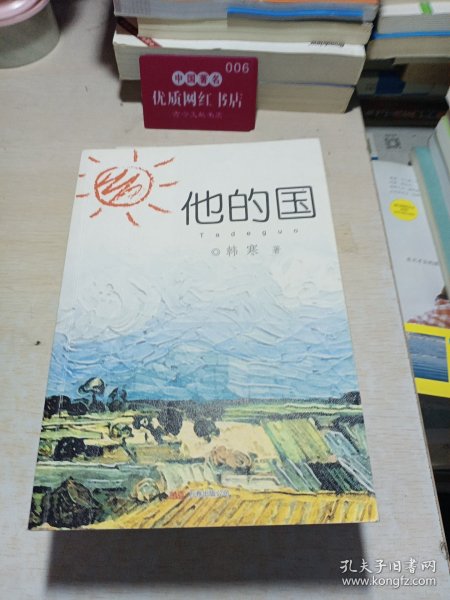 006
中国著名
优质网红书店
他的国
Tadeguo
◎韩寒 著
孔夫子旧书网
www.kongfz.com